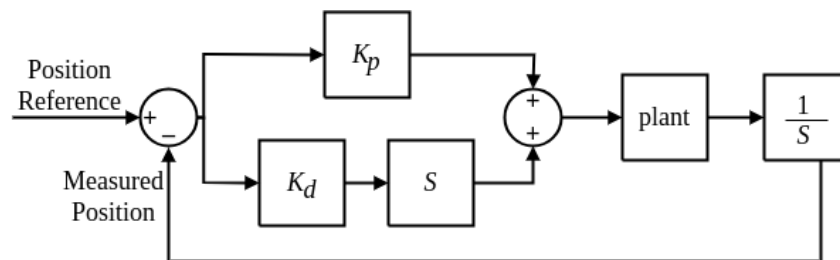 Position
Reference
+
−
Measured
Position
Kp
Kd
S
+
+
plant
1
S